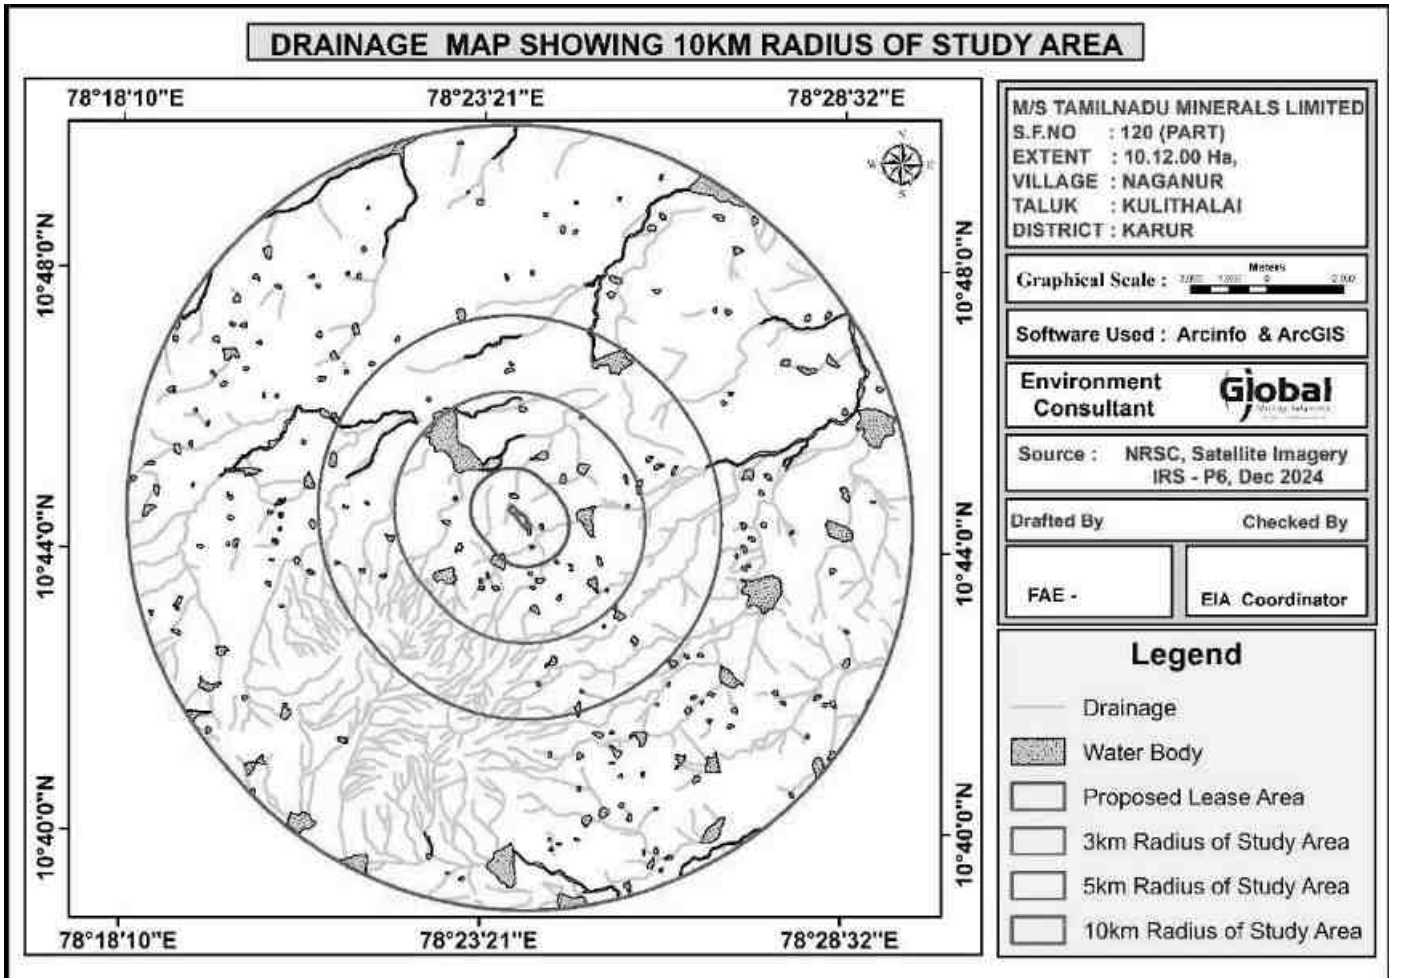 DRAINAGE MAP SHOWING 10KM RADIUS OF STUDY AREA
78°18'10"E 78°23'21"E 78°28'32"E
10°48'0"N
10°44'0"N
10°40'0"N
N
W E
S
10°48'0"N
10°44'0"N
10°40'0"N
78°18'10"E 78°23'21"E 78°28'32"E
M/S TAMILNADU MINERALS LIMITED
S.F.NO : 120 (PART)
EXTENT : 10.12.00 Ha,
VILLAGE : NAGANUR
TALUK : KULITHALAI
DISTRICT : KARUR
Meters
Graphical Scale : 0
Software Used : Arcinfo & ArcGIS
Environment
Consultant
Global
Source : NRSC, Satellite Imagery
IRS - P6, Dec 2024
Drafted By Checked By
FAE -
EIA Coordinator
Legend
Drainage
Water Body
Proposed Lease Area
3km Radius of Study Area
5km Radius of Study Area
10km Radius of Study Area